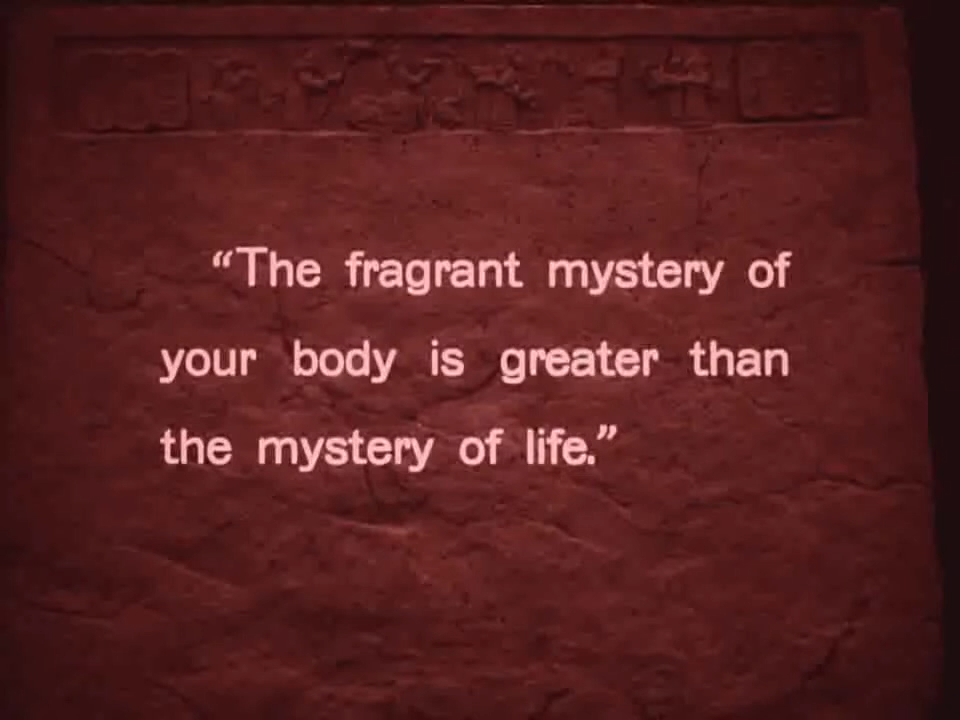 “The fragrant mystery of
your body is greater than
the mystery of life.”